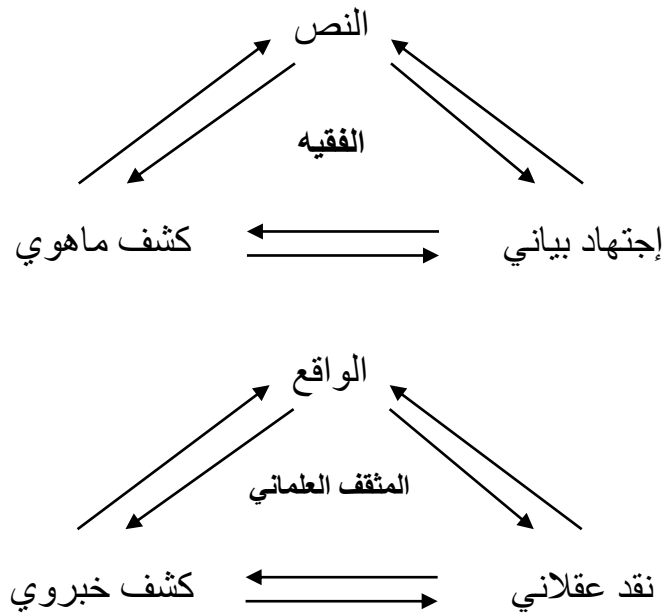 النص
الفقيه
إجتهاد بياني
كشف ماهوي
الواقع
المثقف العلماني
نقد عقلاني
كشف خبروي